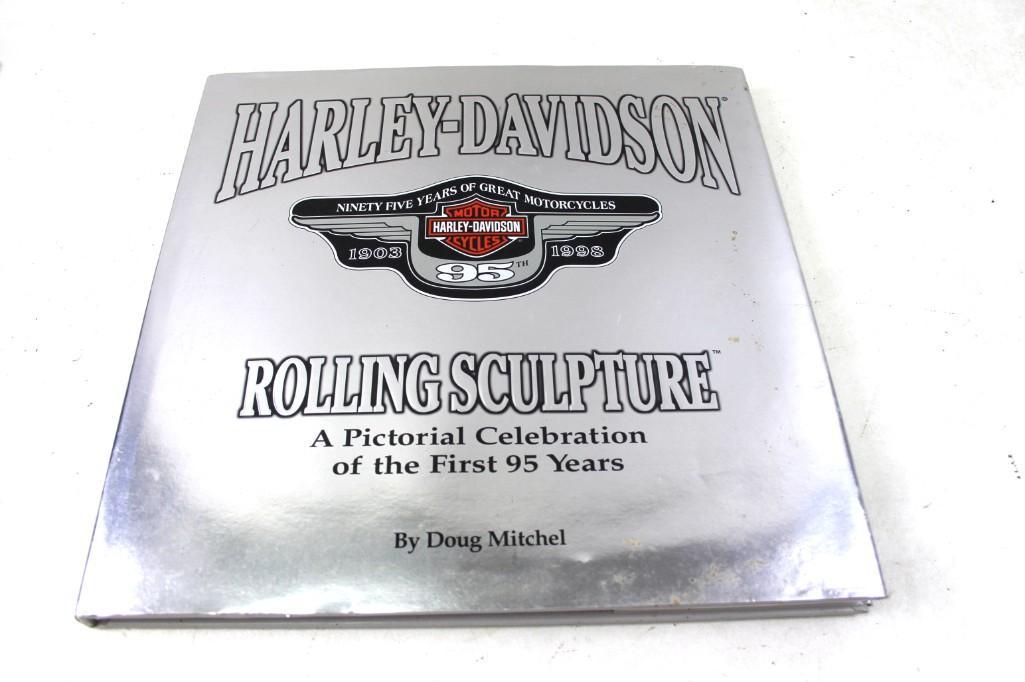 HARLEY-DAVIDSON®
NINETY FIVE YEARS OF GREAT MOTORCYCLES
MOTOR
HARLEY-DAVIDSON
CYCLES
1903 1998
95TH
ROLLING SCULPTURE™
A Pictorial Celebration
of the First 95 Years
By Doug Mitchel